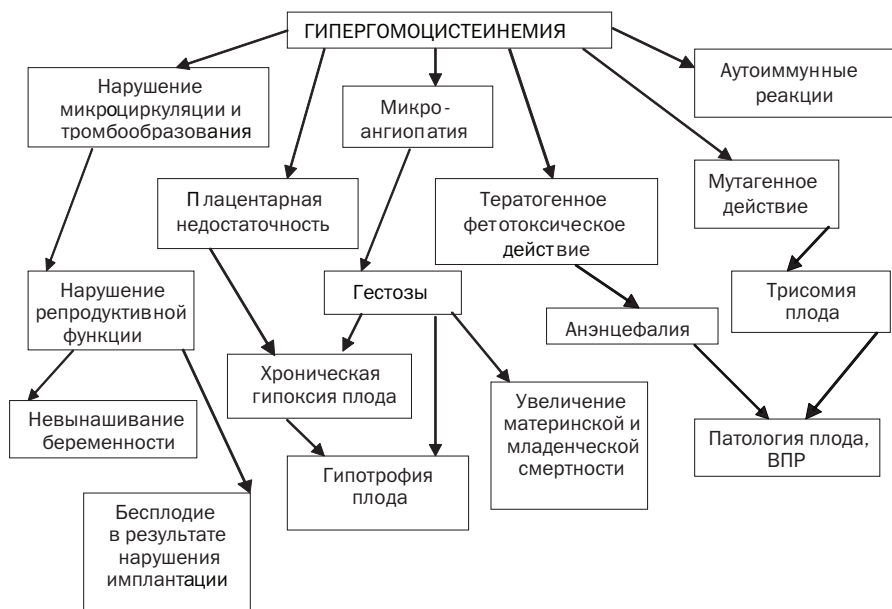 ГИПЕРГОМОЦИСТЕИНЕМИЯ
Нарушение
микроциркуляции и
тромбообразования
Микро-
ангиопатия
Аутоиммунные
реакции
Плацентарная
недостаточность
Тератогенное
фетотоксическое
действие
Мутагенное
действие
Нарушение
репродуктивной
функции
Гестозы
Анэнцефалия
Трисомия
плода
Хроническая
гипоксия плода
Невынашивание
беременности
Увеличение
материнской и
младенческой
смертности
Патология плода,
ВПР
Гипотрофия
плода
Бесплодие
в результате
нарушения
имплантации